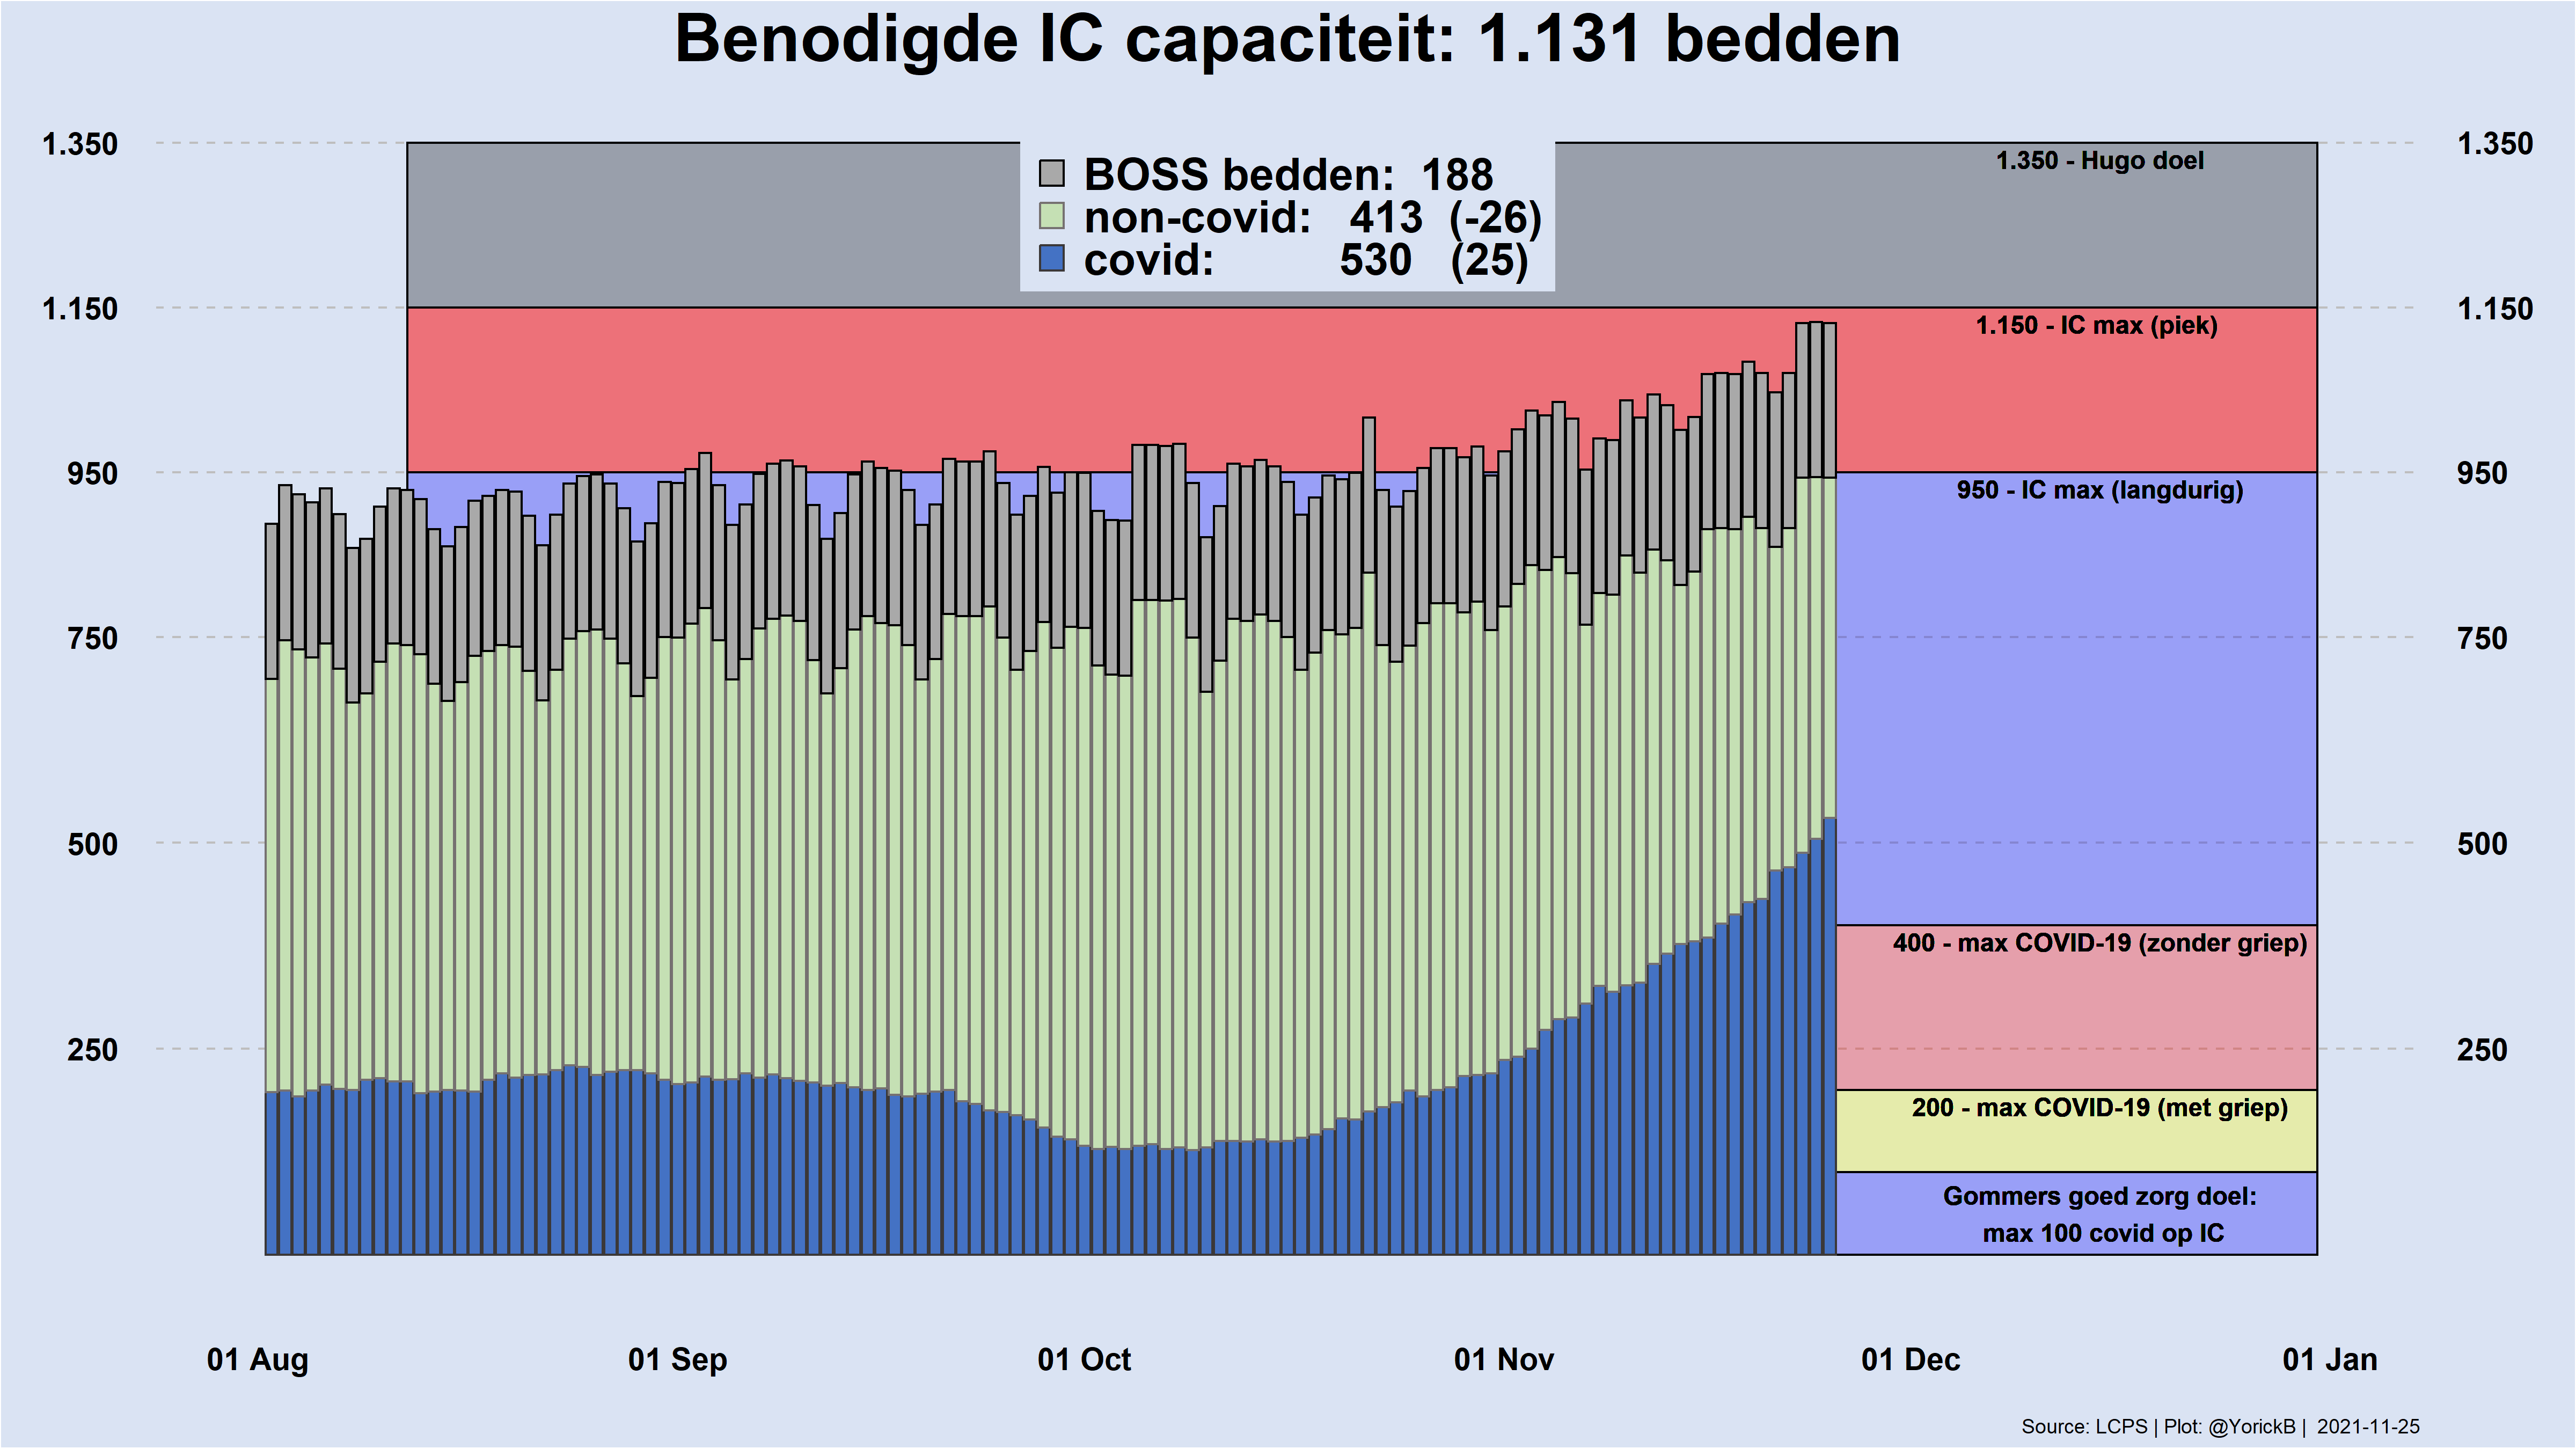 Benodigde IC capaciteit: 1.131 bedden
BOSS bedden: 188
non-covid: 413 (-26)
covid: 530 (25)
1.350
1.150
950
750
500
250
1.350 - Hugo doel
1.150 - IC max (piek)
950 - IC max (langdurig)
400 - max COVID-19 (zonder griep)
200 - max COVID-19 (met griep)
Gommers goed zorg doel:
max 100 covid op IC
1.350
1.150
950
750
500
250
01 Aug 01 Sep 01 Oct 01 Nov 01 Dec 01 Jan
Source: LCPS | Plot: @YorickB | 2021-11-25